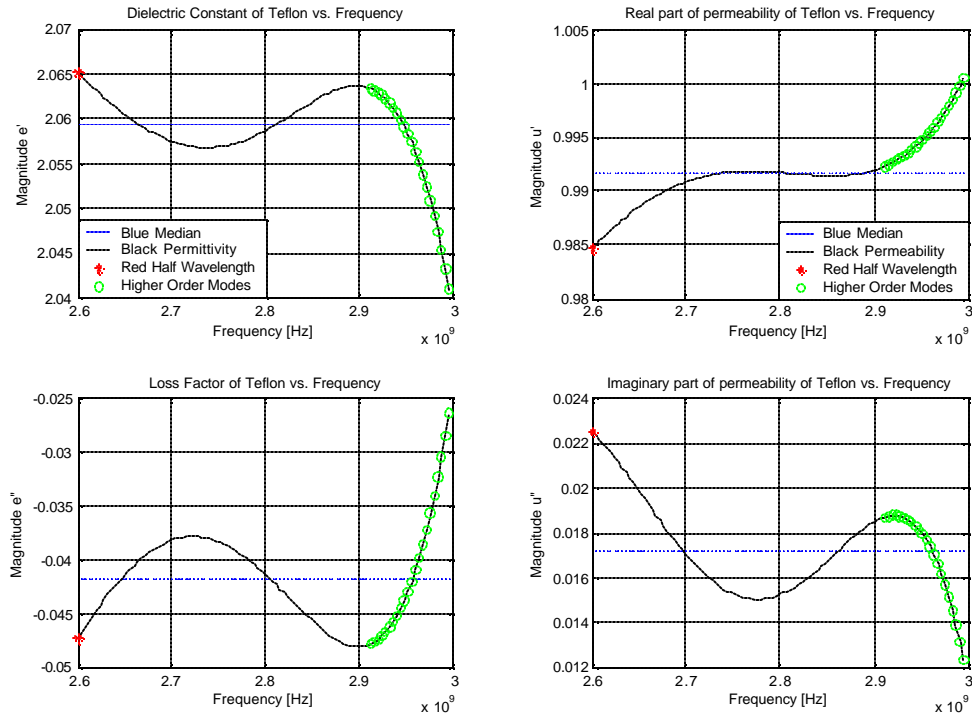 Dielectric Constant of Teflon vs. Frequency
2.07
2.065
2.06
2.055
2.05
2.045
2.04
Magnitude e'
Blue Median
Black Permittivity
Red Half Wavelength
Higher Order Modes
2.6 2.7 2.8 2.9 3
Frequency [Hz]
x 10^9
Real part of permeability of Teflon vs. Frequency
1.005
1
0.995
0.99
0.985
0.98
Magnitude u'
Blue Median
Black Permeability
Red Half Wavelength
Higher Order Modes
2.6 2.7 2.8 2.9 3
Frequency [Hz]
x 10^9
Loss Factor of Teflon vs. Frequency
-0.025
-0.03
-0.035
-0.04
-0.045
-0.05
Magnitude e"
2.6 2.7 2.8 2.9 3
Frequency [Hz]
x 10^9
Imaginary part of permeability of Teflon vs. Frequency
0.024
0.022
0.02
0.018
0.016
0.014
0.012
Magnitude u"
2.6 2.7 2.8 2.9 3
Frequency [Hz]
x 10^9